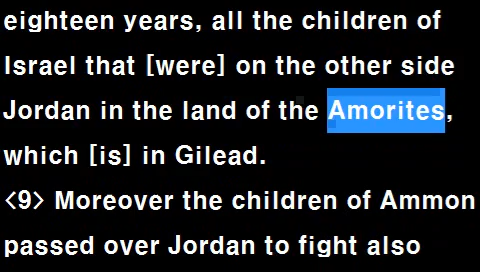 eighteen years, all the children of
Israel that [were] on the other side
Jordan in the land of the Amorites,
which [is] in Gilead.
<9> Moreover the children of Ammon
passed over Jordan to fight also